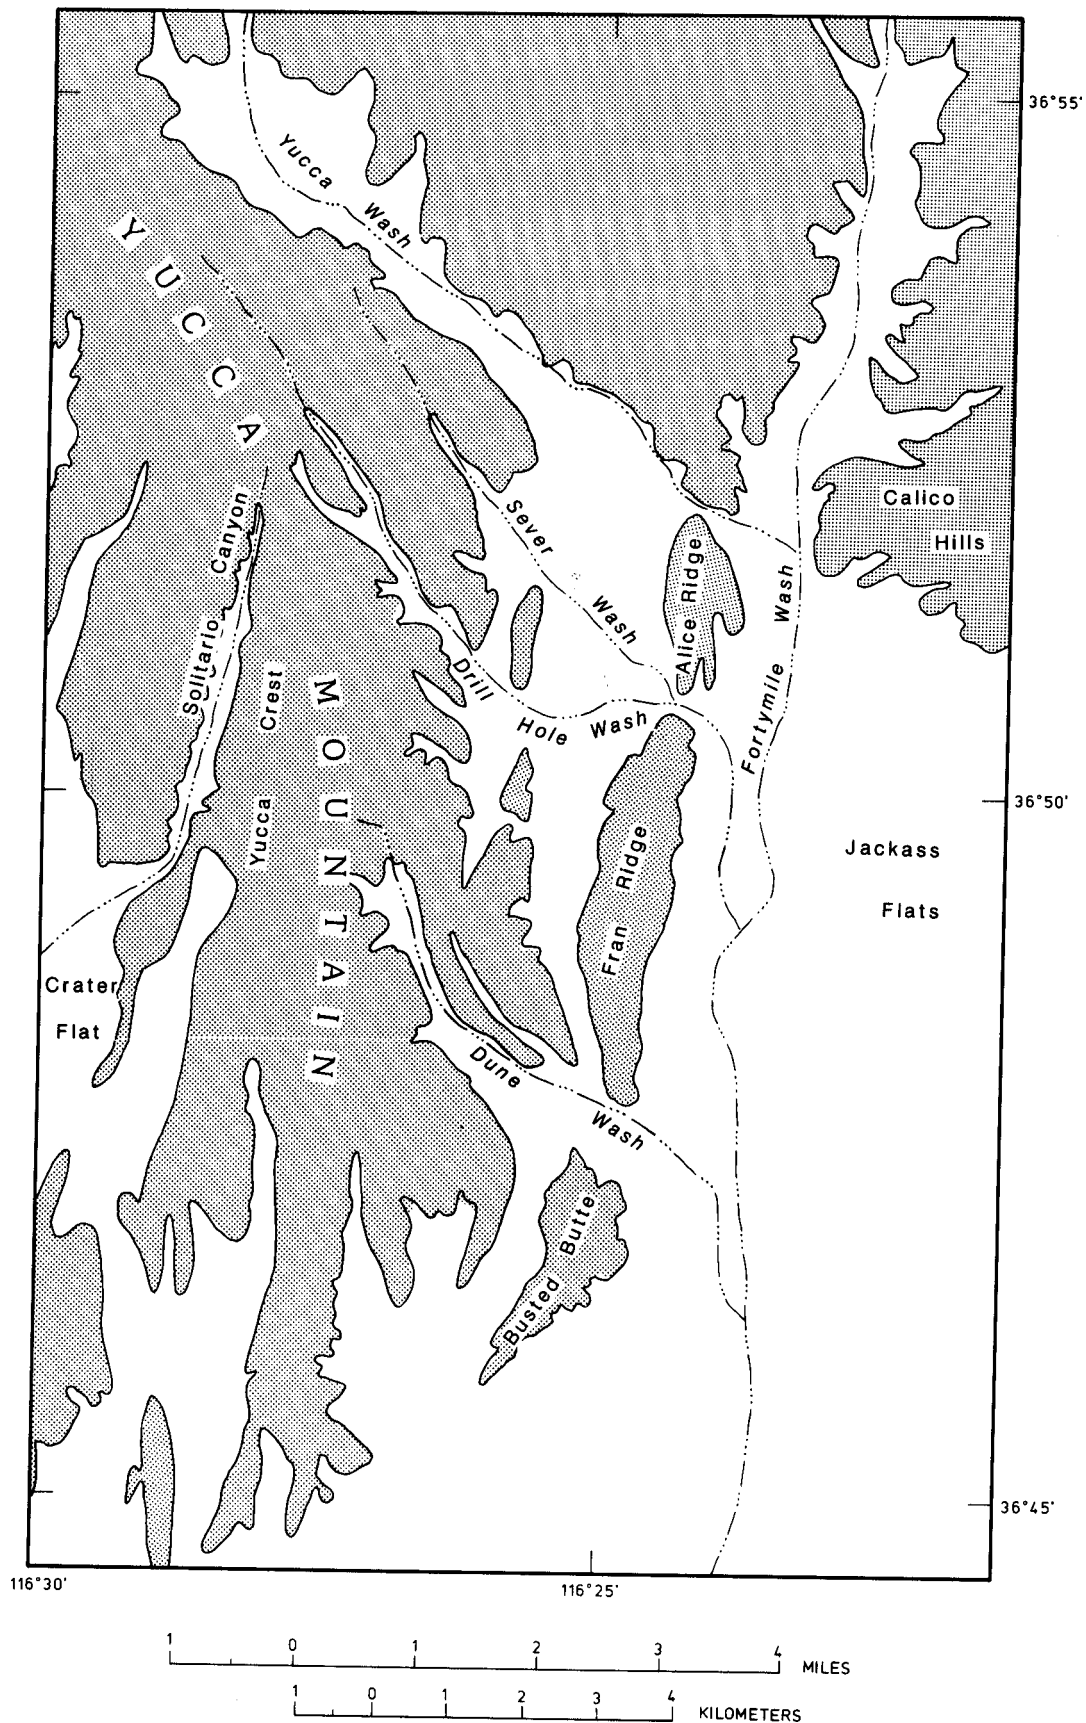 36°55'
Yucca Wash
YUCCA
MOUNTAIN
Calico
Hills
Solitario Canyon
Sever Wash
Alice Ridge
Fortymile Wash
Yucca Crest
Drill Hole Wash
36°50'
Jackass
Flats
Fran Ridge
Crater
Flat
Dune Wash
Busted Butte
36°45'
116°30'
116°25'
1 0 1 2 3 4 MILES
1 0 1 2 3 4 KILOMETERS